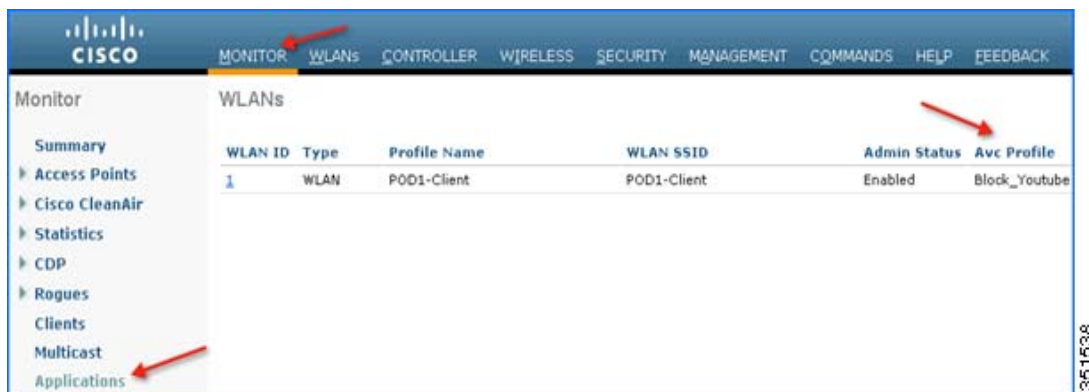 CISCO
MONITOR WLANs CONTROLLER WIRELESS SECURITY MANAGEMENT COMMANDS HELP FEEDBACK
Monitor
Summary
Access Points
Cisco CleanAir
Statistics
CDP
Rogues
Clients
Multicast
Applications
WLANs
WLAN ID Type Profile Name WLAN SSID Admin Status Avc Profile
1 WLAN POD1-Client POD1-Client Enabled Block_Youtube
351538